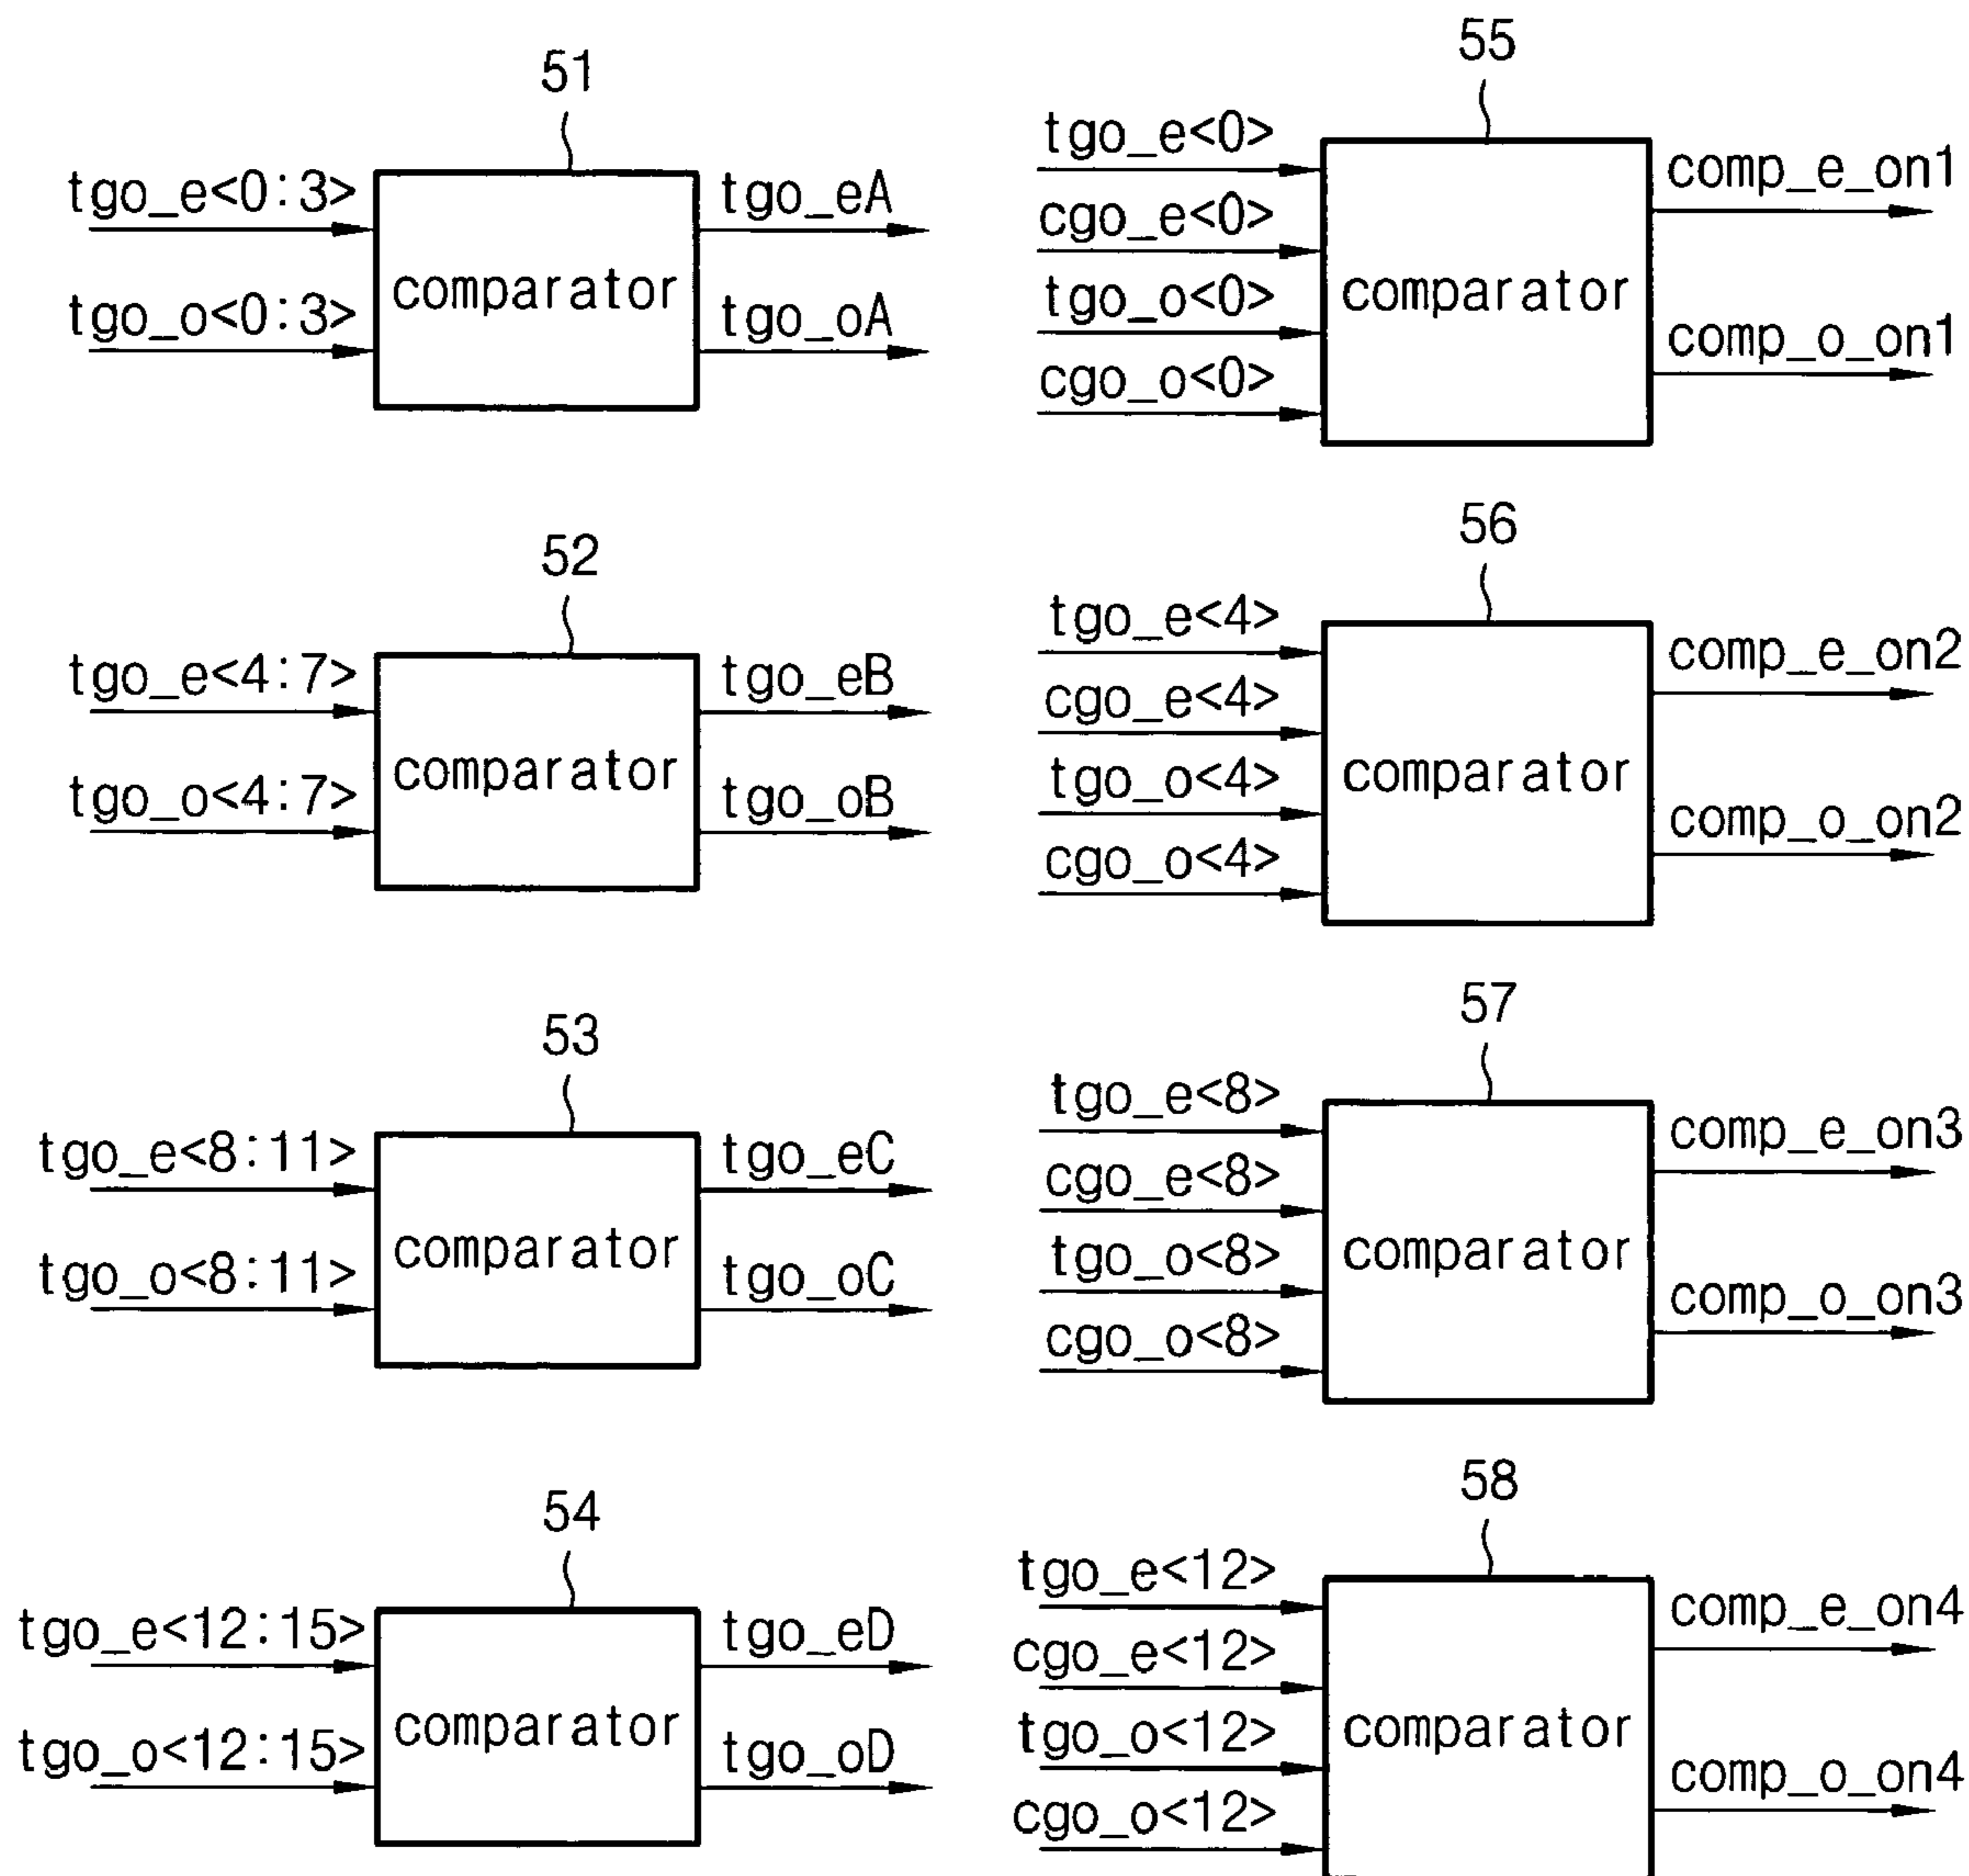 51
tgo_e<0:3>
tgo_o<0:3>
comparator
tgo_eA
tgo_oA
52
tgo_e<4:7>
tgo_o<4:7>
comparator
tgo_eB
tgo_oB
53
tgo_e<8:11>
tgo_o<8:11>
comparator
tgo_eC
tgo_oC
54
tgo_e<12:15>
tgo_o<12:15>
comparator
tgo_eD
tgo_oD
55
tgo_e<0>
cgo_e<0>
tgo_o<0>
cgo_o<0>
comparator
comp_e_on1
comp_o_on1
56
tgo_e<4>
cgo_e<4>
tgo_o<4>
cgo_o<4>
comparator
comp_e_on2
comp_o_on2
57
tgo_e<8>
cgo_e<8>
tgo_o<8>
cgo_o<8>
comparator
comp_e_on3
comp_o_on3
58
tgo_e<12>
cgo_e<12>
tgo_o<12>
cgo_o<12>
comparator
comp_e_on4
comp_o_on4